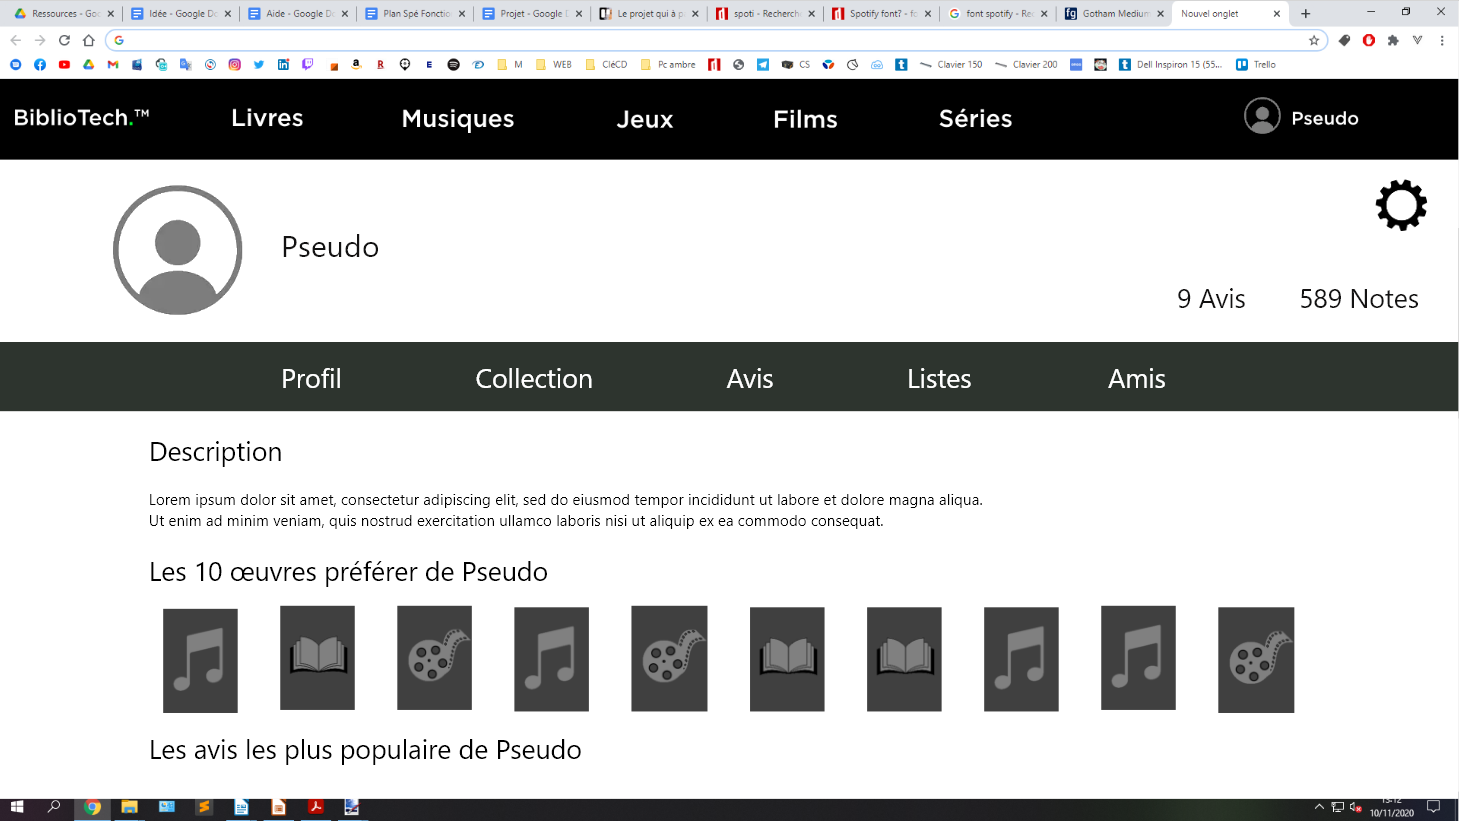 Ressources - Goo
Idée - Google Do
Aide - Google Do
Plan Spé Fonctio
Projet - Google D
Le projet qui à p
spoti - Recherche
Spotify font? - fo
font spotify - Re
Gotham Medium
Nouvel onglet
M
WEB
CléCD
Pc ambre
CS
Clavier 150
Clavier 200
Dell Inspiron 15 (55...
Trello
BiblioTech.™
Livres
Musiques
Jeux
Films
Séries
Pseudo
Pseudo
9 Avis
589 Notes
Profil
Collection
Avis
Listes
Amis
Description
Lorem ipsum dolor sit amet, consectetur adipiscing elit, sed do eiusmod tempor incididunt ut labore et dolore magna aliqua.
Ut enim ad minim veniam, quis nostrud exercitation ullamco laboris nisi ut aliquip ex ea commodo consequat.
Les 10 œuvres préférer de Pseudo
Les avis les plus populaire de Pseudo
10/11/2020